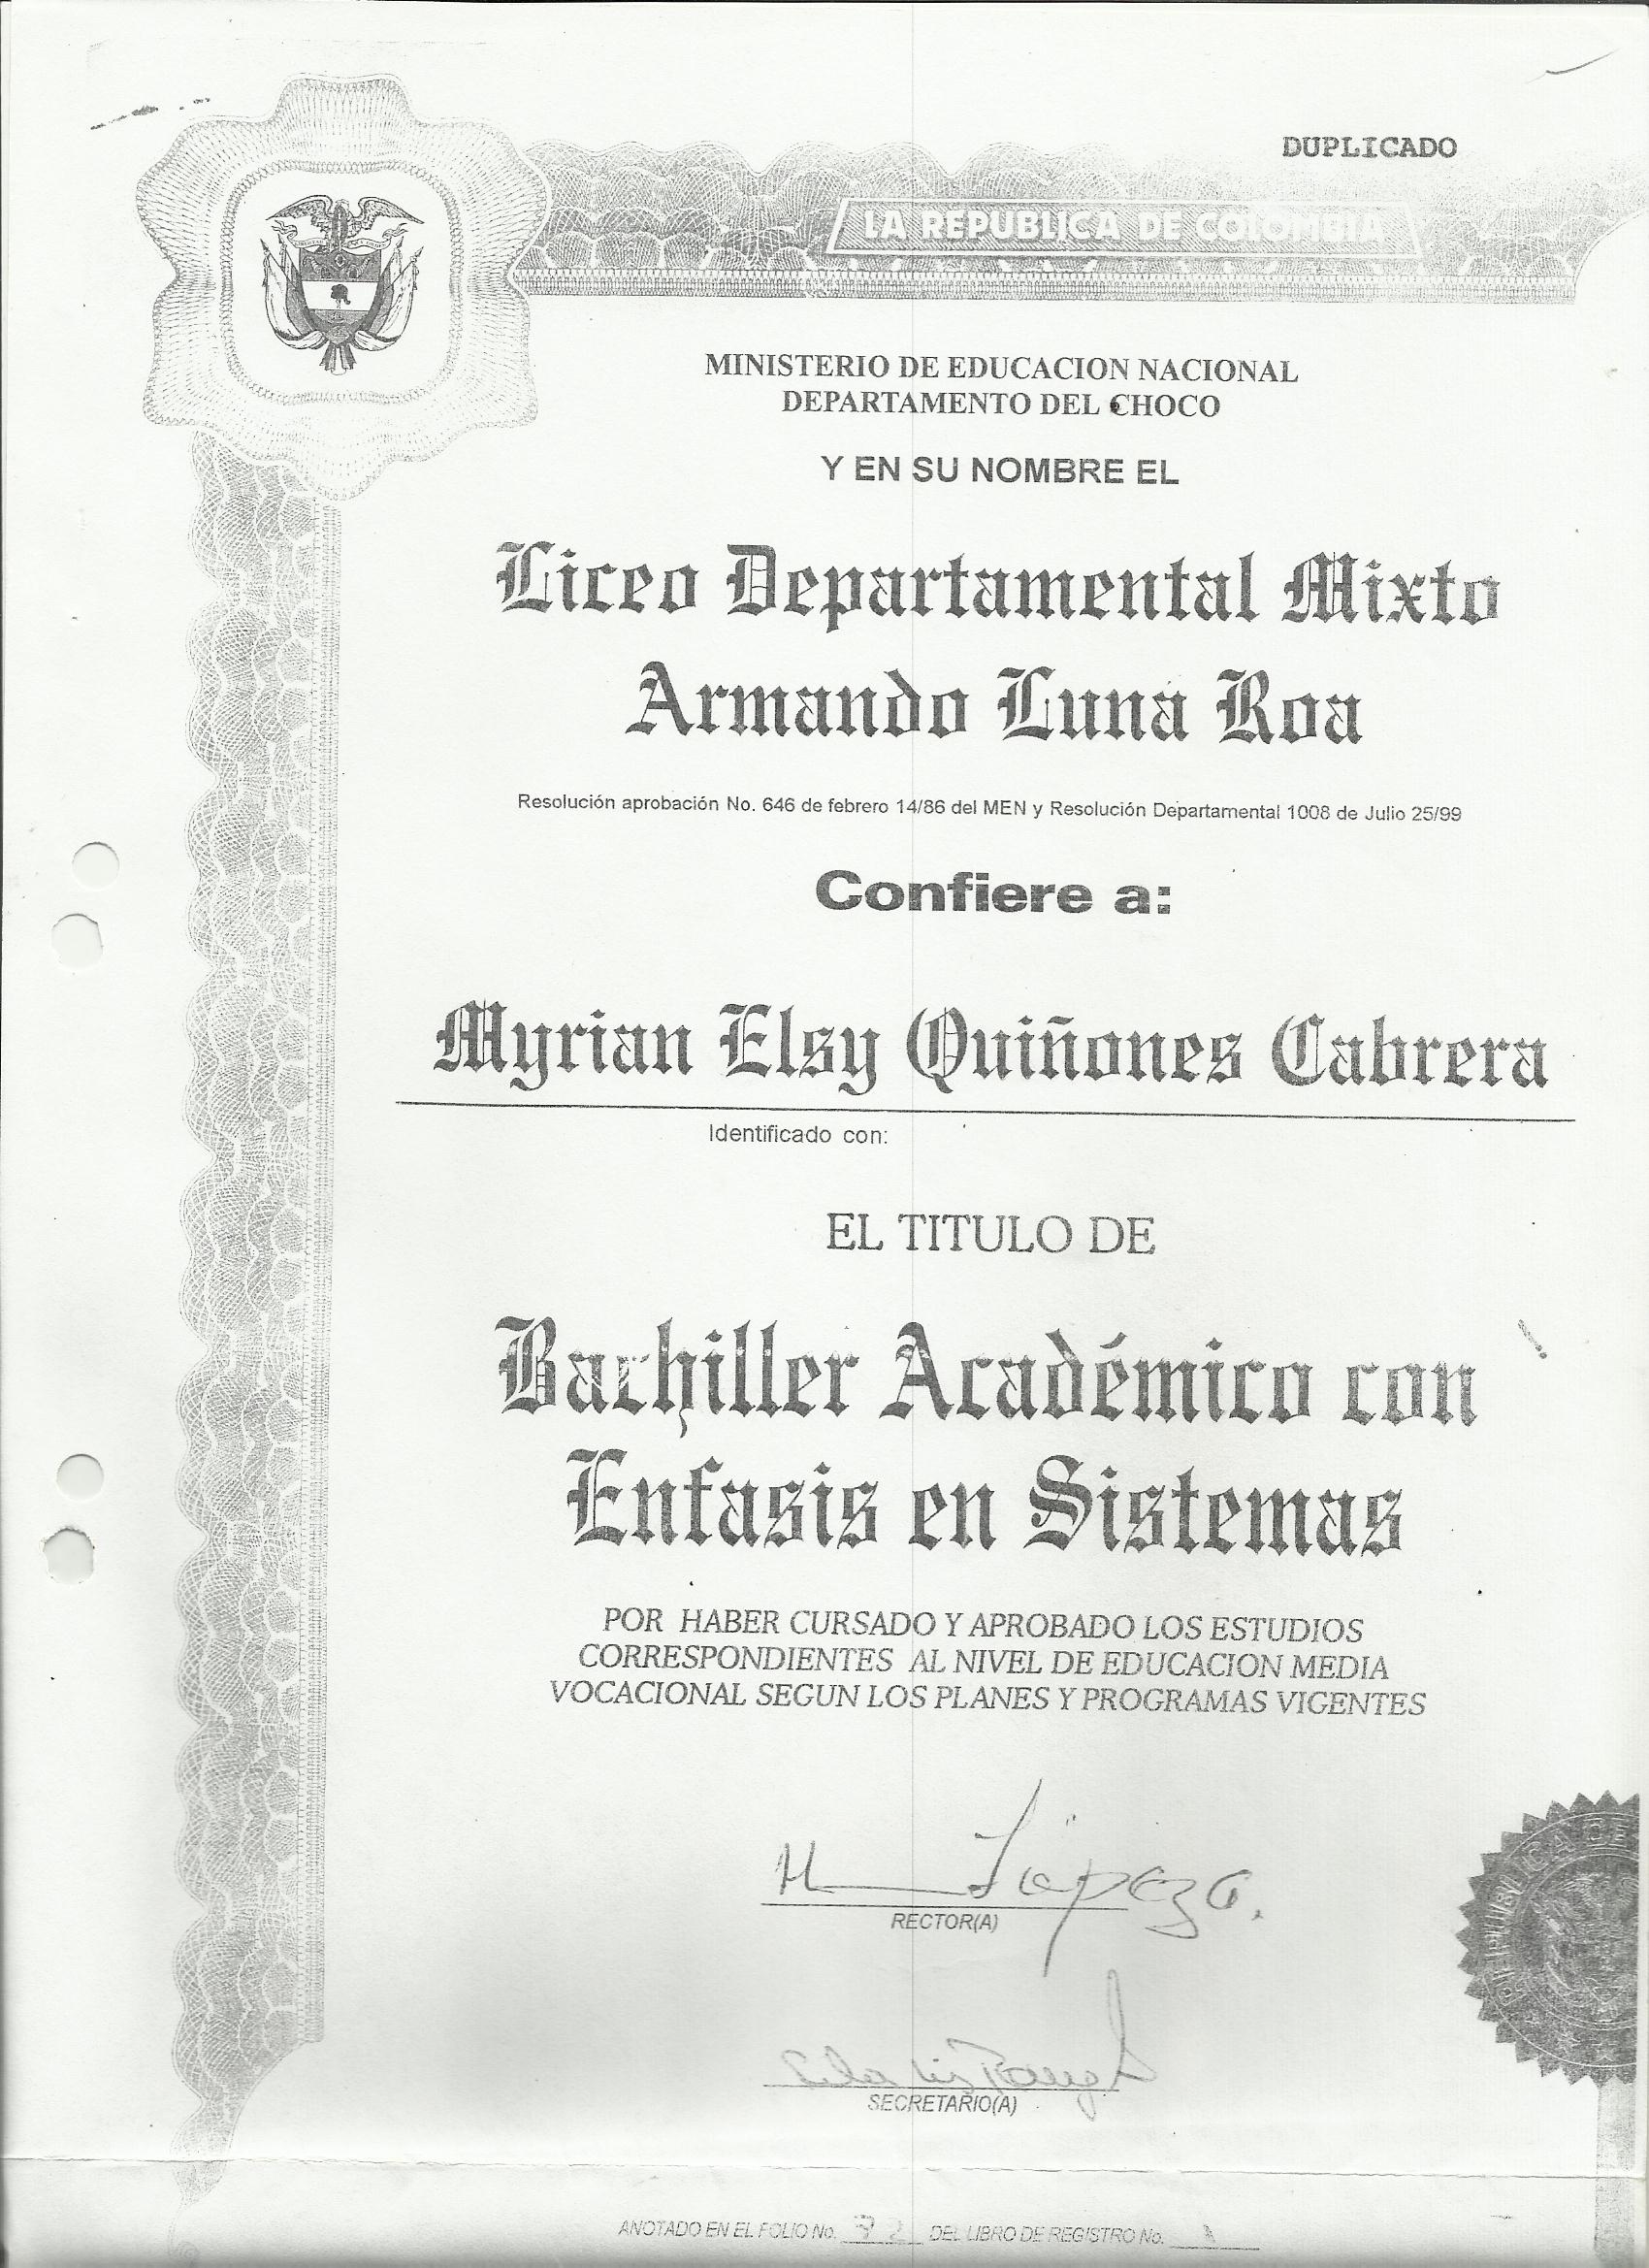 DUPLICADO
LA REPUBLICA DE COLOMBIA
MINISTERIO DE EDUCACION NACIONAL
DEPARTAMENTO DEL CHOCO
Y EN SU NOMBRE EL
Liceo Departamental Mixto
Armando Luna Roa
Resolución aprobación No. 646 de febrero 14/86 del MEN y Resolución Departamental 1008 de Julio 25/99
Confiere a:
Myrian Elsy Quiñones Cabrera
Identificado con:
EL TITULO DE
Bachiller Académico con
Enfasis en Sistemas
POR HABER CURSADO Y APROBADO LOS ESTUDIOS
CORRESPONDIENTES AL NIVEL DE EDUCACION MEDIA
VOCACIONAL SEGUN LOS PLANES Y PROGRAMAS VIGENTES
RECTOR(A)
SECRETARIO(A)
ANOTADO EN EL FOLIO No. DEL LIBRO DE REGISTRO No.